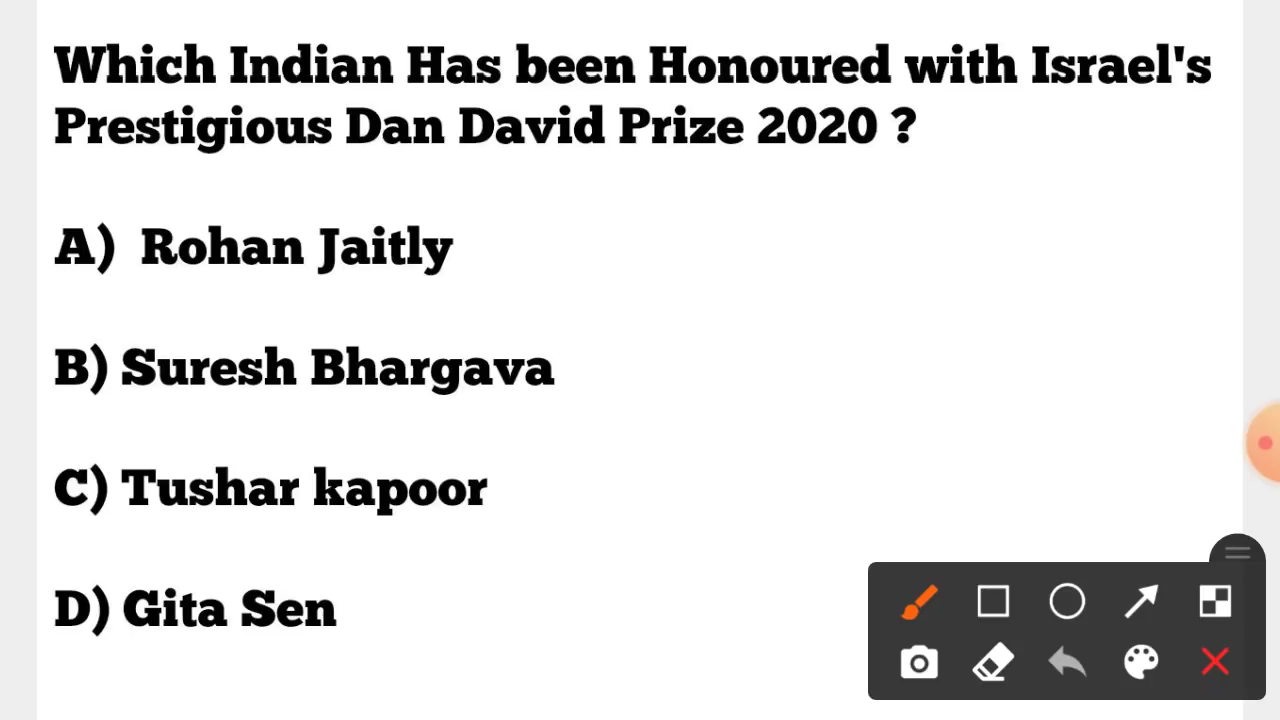 Which Indian Has been Honoured with Israel's
Prestigious Dan David Prize 2020 ?
A) Rohan Jaitly
B) Suresh Bhargava
C) Tushar kapoor
D) Gita Sen